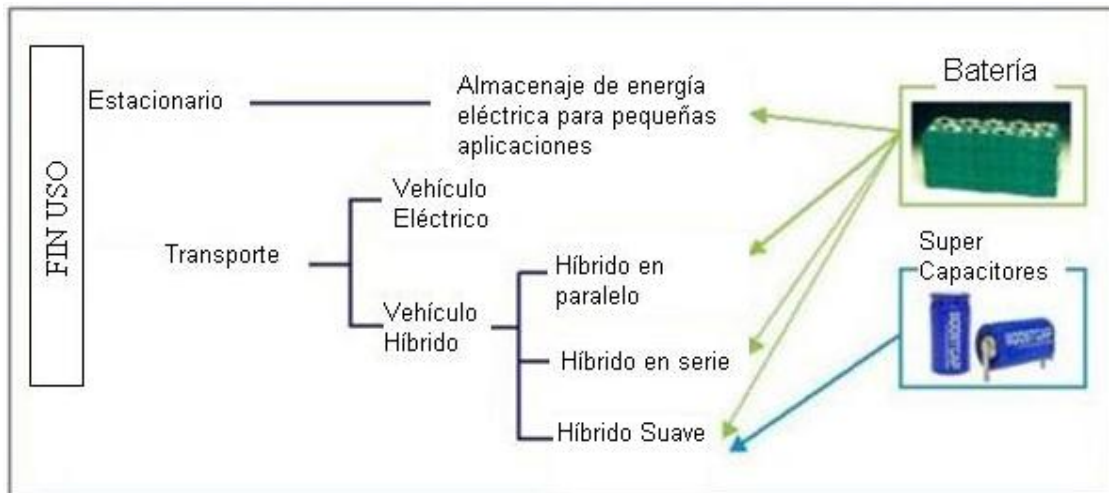 FIN USO
Estacionario
Almacenaje de energía
eléctrica para pequeñas
aplicaciones
Batería
Transporte
Vehículo
Eléctrico
Vehículo
Híbrido
Híbrido en
paralelo
Híbrido en serie
Híbrido Suave
Super
Capacitores